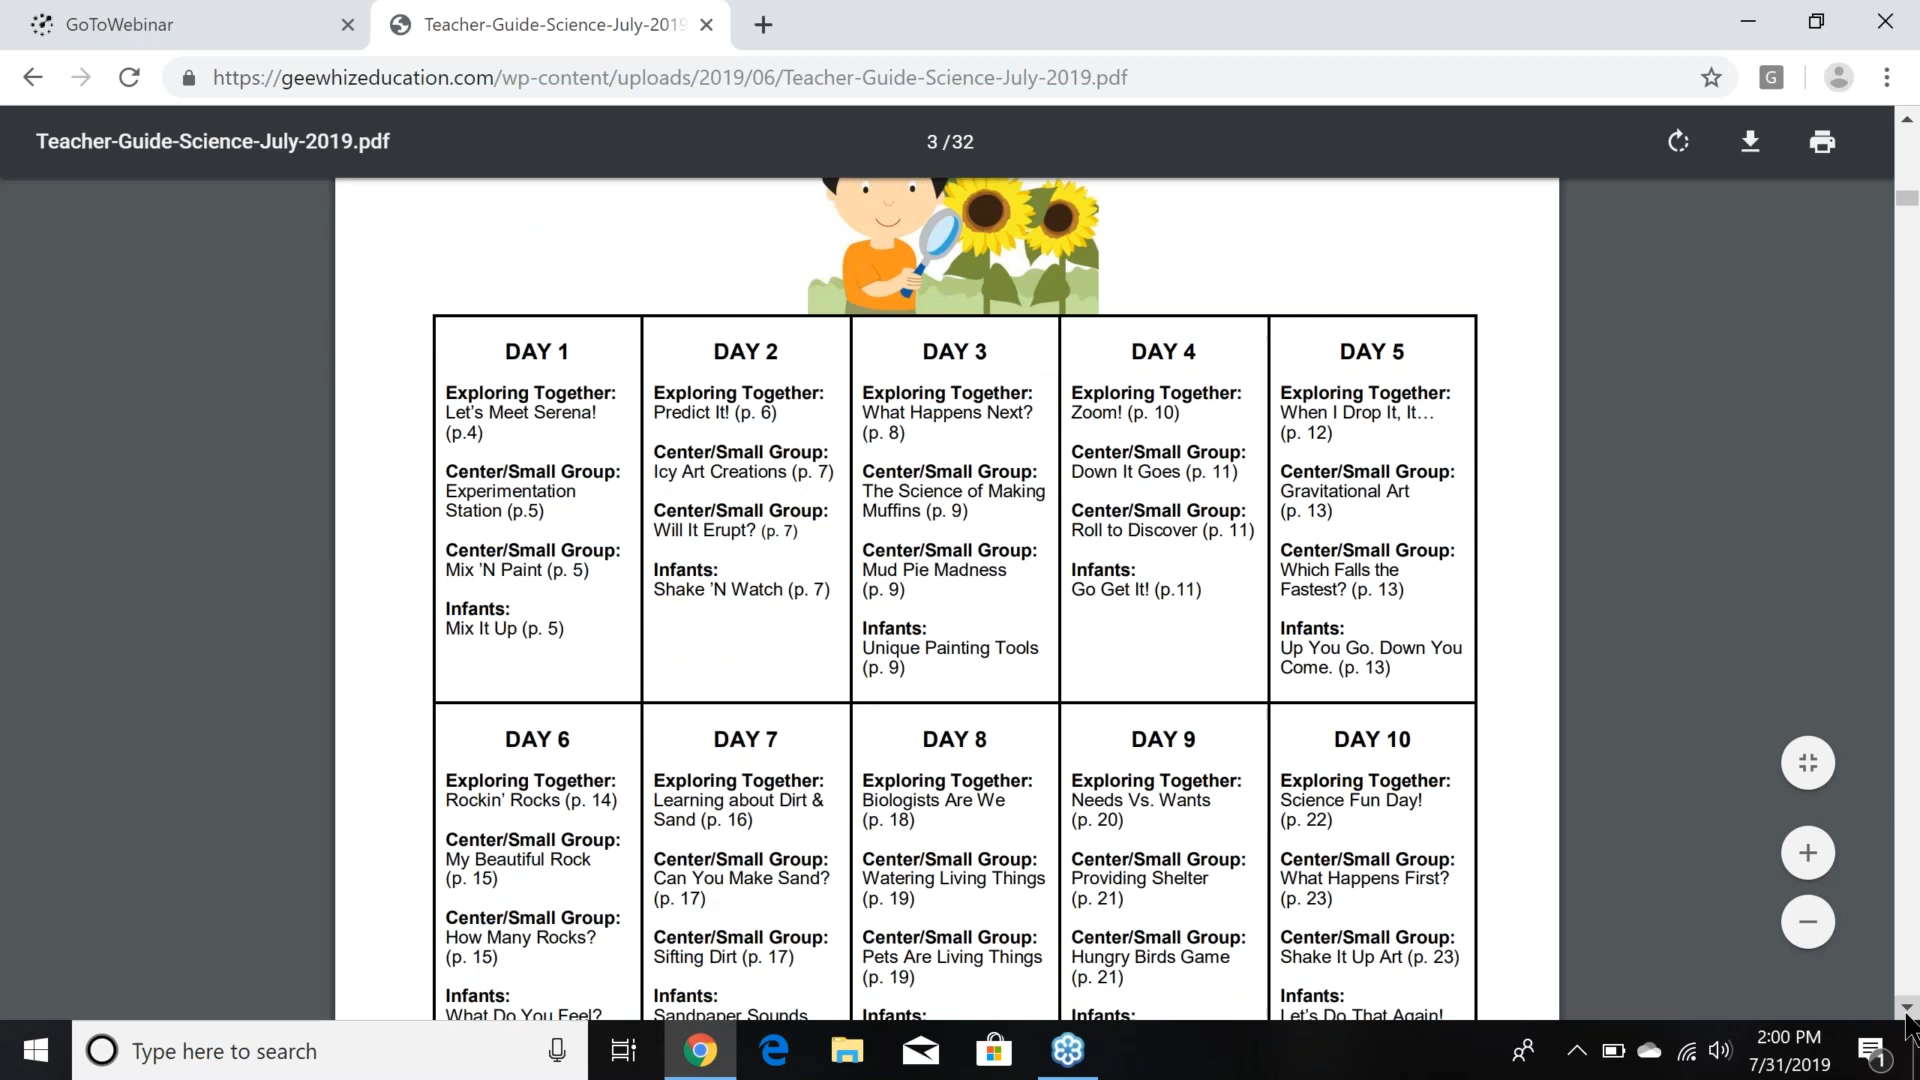 GoToWebinar
Teacher-Guide-Science-July-2019
https://geewhizeducation.com/wp-content/uploads/2019/06/Teacher-Guide-Science-July-2019.pdf
G
Teacher-Guide-Science-July-2019.pdf
3 / 32
DAY 1
Exploring Together:
Let's Meet Serena!
(p.4)
Center/Small Group:
Experimentation
Station (p.5)
Center/Small Group:
Mix 'N Paint (p. 5)
Infants:
Mix It Up (p. 5)
DAY 2
Exploring Together:
Predict It! (p. 6)
Center/Small Group:
Icy Art Creations (p. 7)
Center/Small Group:
Will It Erupt? (p. 7)
Infants:
Shake 'N Watch (p. 7)
DAY 3
Exploring Together:
What Happens Next?
(p. 8)
Center/Small Group:
The Science of Making
Muffins (p. 9)
Center/Small Group:
Mud Pie Madness
(p. 9)
Infants:
Unique Painting Tools
(p. 9)
DAY 4
Exploring Together:
Zoom! (p. 10)
Center/Small Group:
Down It Goes (p. 11)
Center/Small Group:
Roll to Discover (p. 11)
Infants:
Go Get It! (p.11)
DAY 5
Exploring Together:
When I Drop It, It…
(p. 12)
Center/Small Group:
Gravitational Art
(p. 13)
Center/Small Group:
Which Falls the
Fastest? (p. 13)
Infants:
Up You Go. Down You
Come. (p. 13)
DAY 6
Exploring Together:
Rockin' Rocks (p. 14)
Center/Small Group:
My Beautiful Rock
(p. 15)
Center/Small Group:
How Many Rocks?
(p. 15)
Infants:
What Do You Feel?
DAY 7
Exploring Together:
Learning about Dirt &
Sand (p. 16)
Center/Small Group:
Can You Make Sand?
(p. 17)
Center/Small Group:
Sifting Dirt (p. 17)
Infants:
Sandpaper Sounds
DAY 8
Exploring Together:
Biologists Are We
(p. 18)
Center/Small Group:
Watering Living Things
(p. 19)
Center/Small Group:
Pets Are Living Things
(p. 19)
Infants:
DAY 9
Exploring Together:
Needs Vs. Wants
(p. 20)
Center/Small Group:
Providing Shelter
(p. 21)
Center/Small Group:
Hungry Birds Game
(p. 21)
Infants:
DAY 10
Exploring Together:
Science Fun Day!
(p. 22)
Center/Small Group:
What Happens First?
(p. 23)
Center/Small Group:
Shake It Up Art (p. 23)
Infants:
Let's Do That Again!
Type here to search
2:00 PM
7/31/2019
1